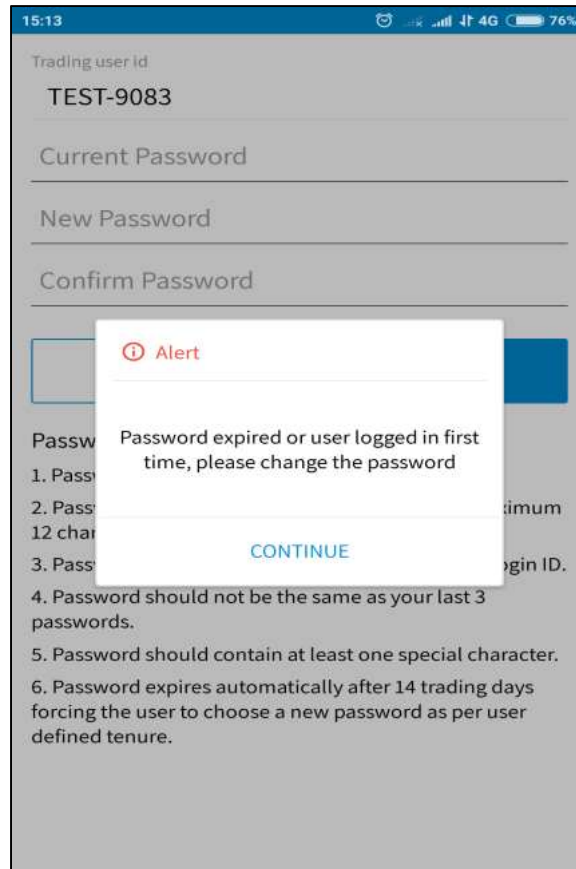 15:13 4G 76%
Trading user id
TEST-9083
Current Password
New Password
Confirm Password
Alert
Password expired or user logged in first
time, please change the password
CONTINUE
Passw
1. Pass
2. Pass imum
12 char
3. Pass ogin ID.
4. Password should not be the same as your last 3
passwords.
5. Password should contain at least one special character.
6. Password expires automatically after 14 trading days
forcing the user to choose a new password as per user
defined tenure.